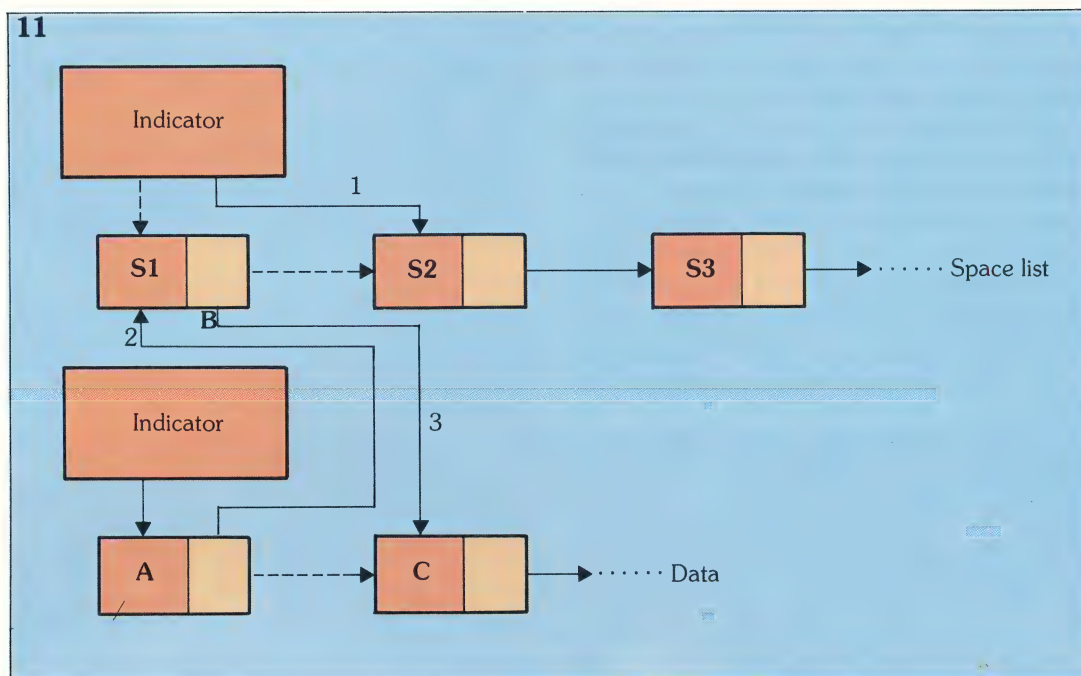 11
Indicator
1
S1 S2 S3 ...... Space list
B
2
Indicator
3
A C ...... Data